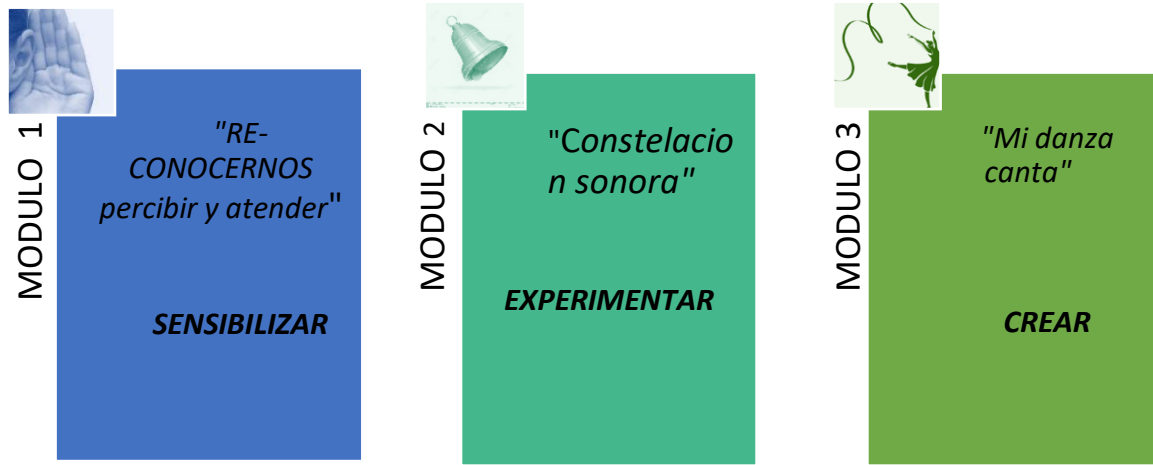 MODULO 1
"RE-
CONOCERNOS
percibir y atender"
SENSIBILIZAR
MODULO 2
"Constelacio
n sonora"
EXPERIMENTAR
MODULO 3
"Mi danza
canta"
CREAR